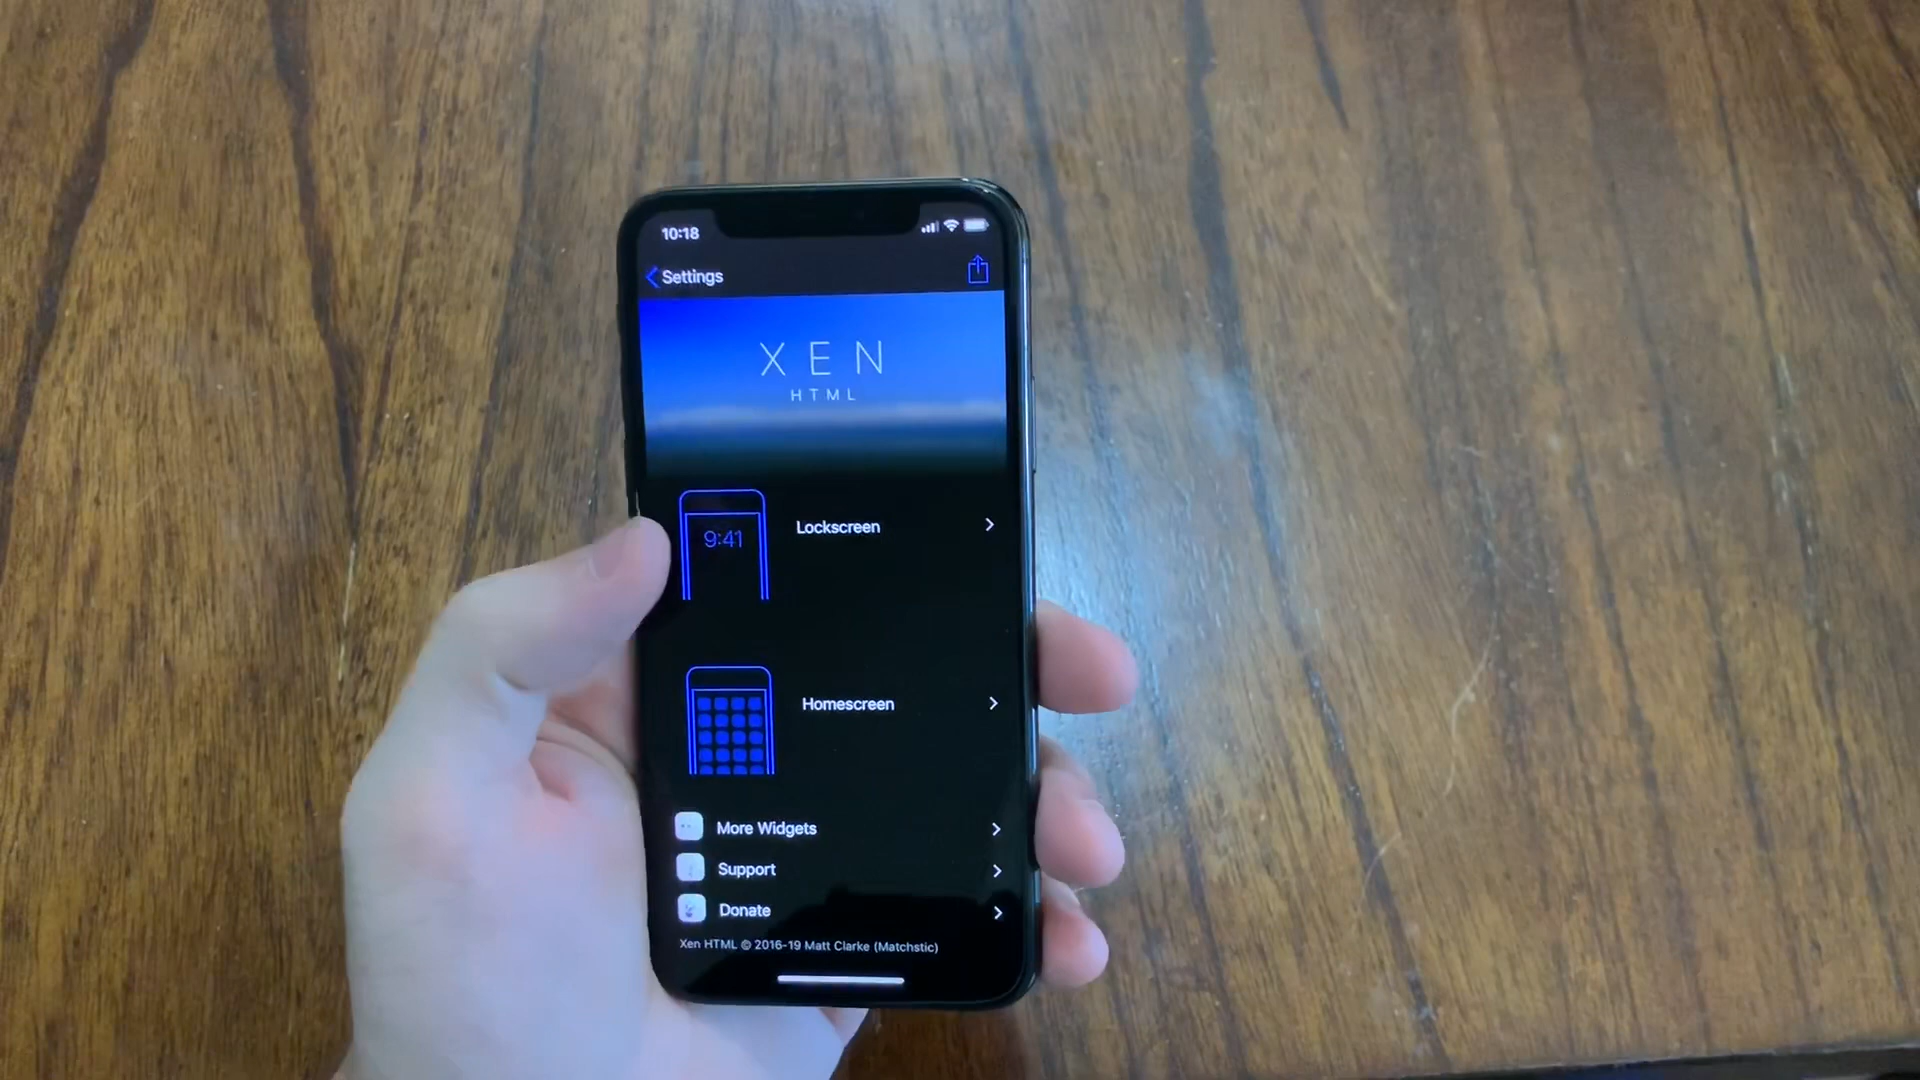 10:18
Settings
XEN
HTML
9:41
Lockscreen
Homescreen
More Widgets
Support
Donate
Xen HTML © 2016-19 Matt Clarke (Matchstic)